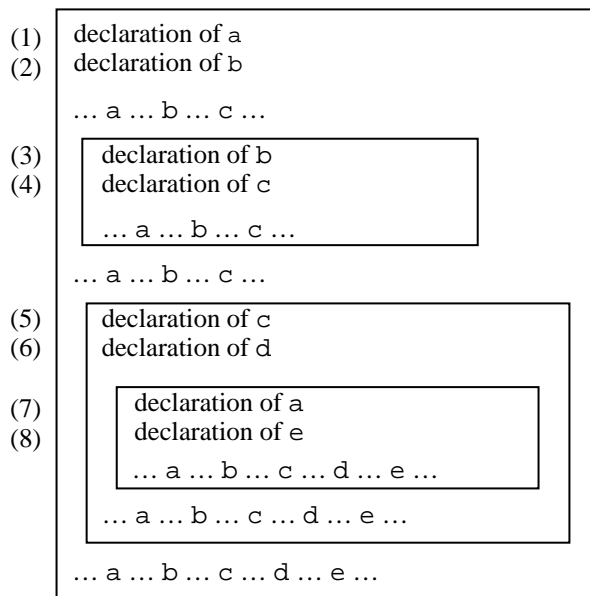 (1) declaration of a
(2) declaration of b
… a … b … c …
(3) declaration of b
(4) declaration of c
… a … b … c …
… a … b … c …
(5) declaration of c
(6) declaration of d
(7) declaration of a
(8) declaration of e
… a … b … c … d … e …
… a … b … c … d … e …
… a … b … c … d … e …